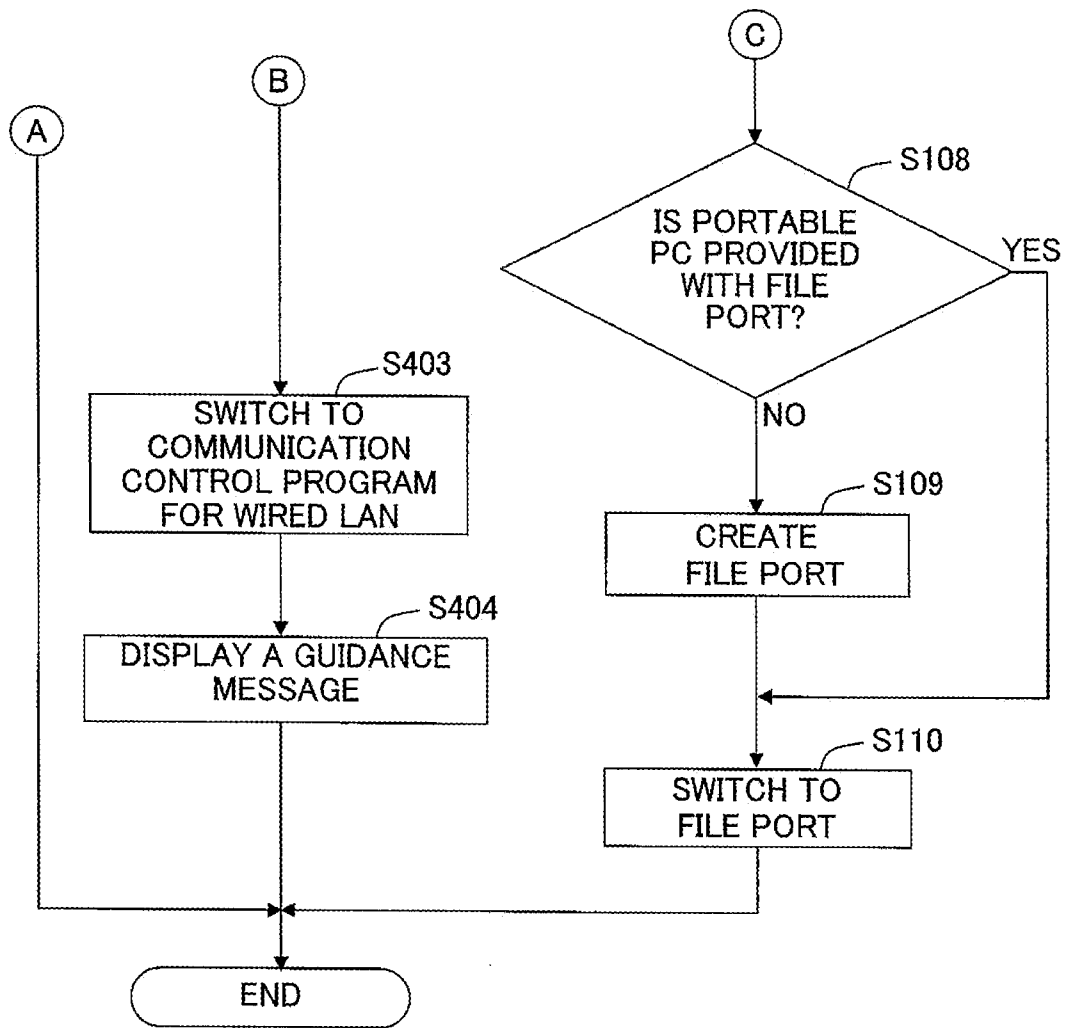 A
B
S403
SWITCH TO
COMMUNICATION
CONTROL PROGRAM
FOR WIRED LAN
S404
DISPLAY A GUIDANCE
MESSAGE
C
S108
IS PORTABLE
PC PROVIDED
WITH FILE
PORT?
YES
NO
S109
CREATE
FILE PORT
S110
SWITCH TO
FILE PORT
END